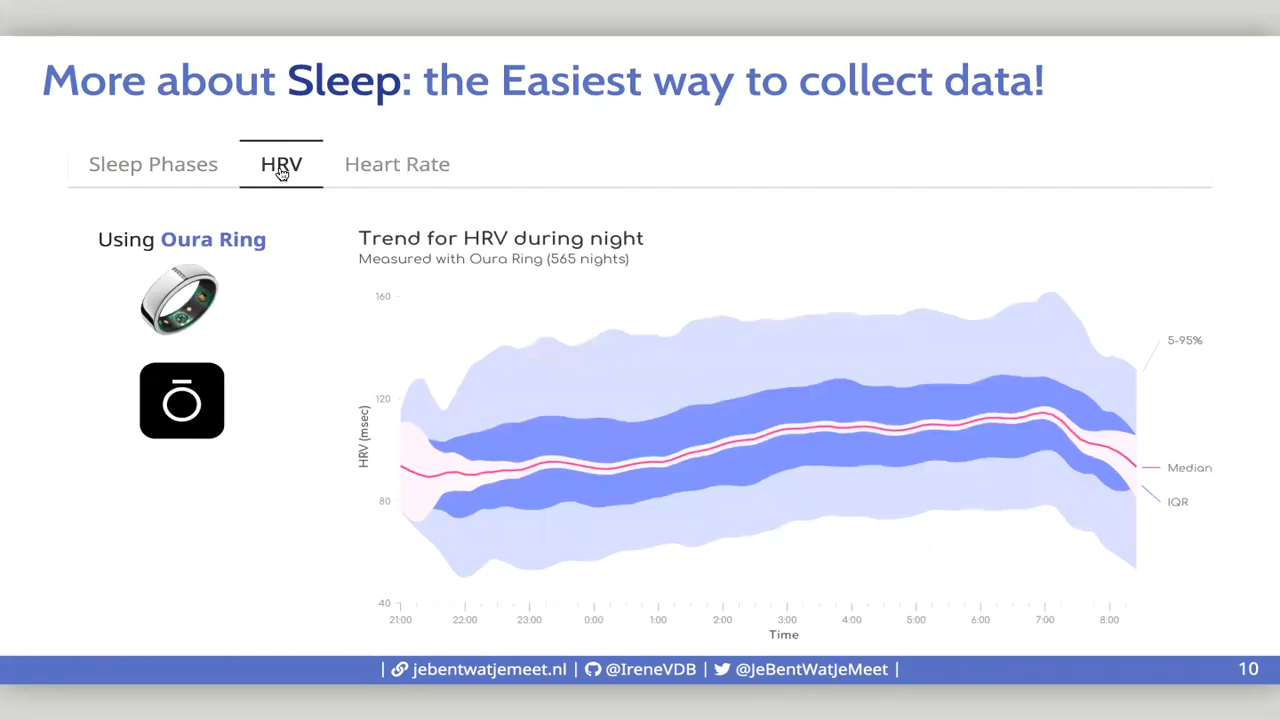 More about Sleep: the Easiest way to collect data!
Sleep Phases HRV Heart Rate
Using Oura Ring
Trend for HRV during night
Measured with Oura Ring (565 nights)
160
120
80
40
HRV (msec)
5-95%
Median
IQR
21:00 22:00 23:00 0:00 1:00 2:00 3:00 4:00 5:00 6:00 7:00 8:00
Time
| jebentwatjemeet.nl | @IreneVDB | @JeBentWatJeMeet |
10